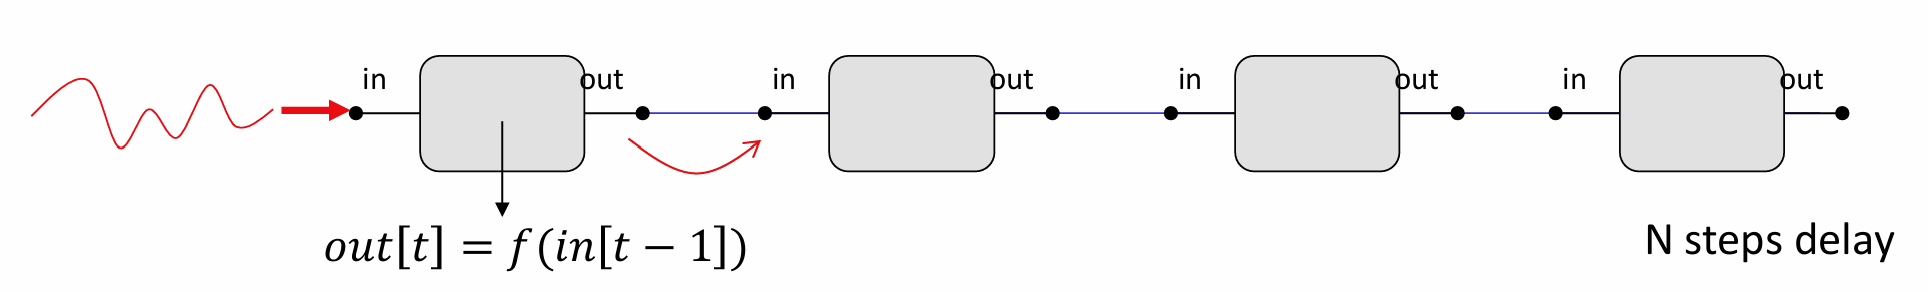 in out in out in out in out
out[t] = f(in[t − 1])
N steps delay